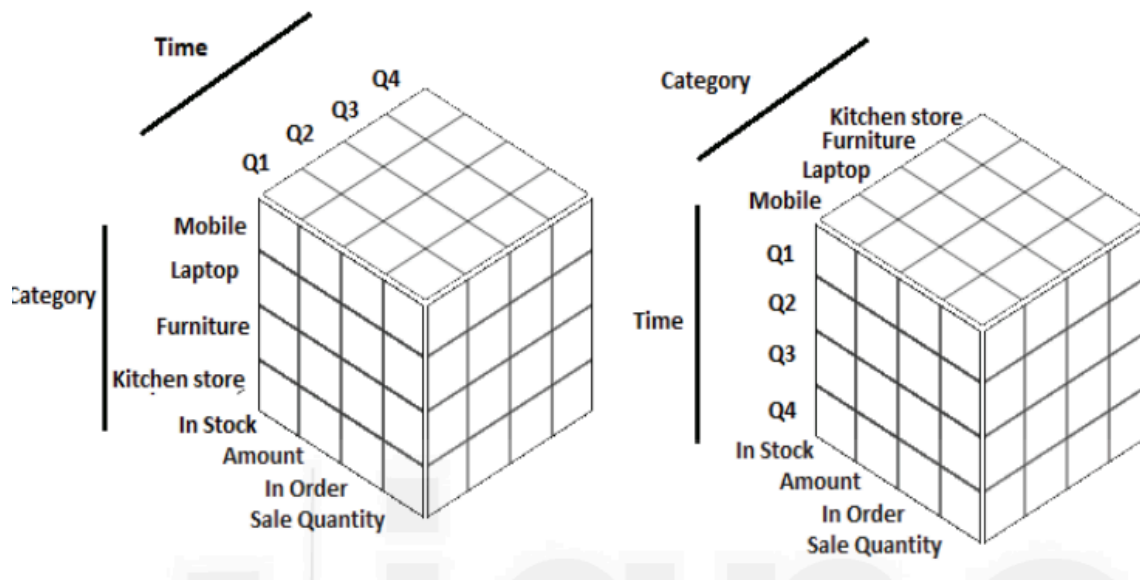 Time
Q4
Q3
Q2
Q1
Mobile
Laptop
Category
Furniture
Kitchen store
In Stock
Amount
In Order
Sale Quantity
Category
Kitchen store
Furniture
Laptop
Mobile
Q1
Q2
Time
Q3
Q4
In Stock
Amount
In Order
Sale Quantity